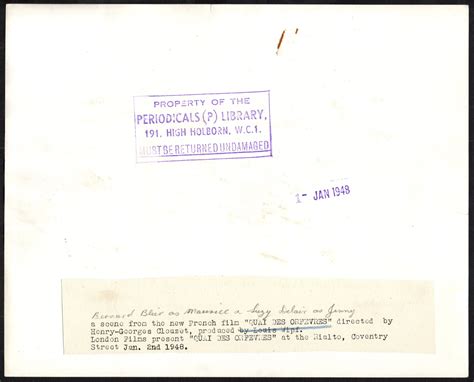 PROPERTY OF THE
PERIODICALS (P) LIBRARY,
191, HIGH HOLBORN, W.C.1.
MUST BE RETURNED UNDAMAGED
1- JAN 1948
Bernard Blier as Maurice & Suzy Delair as Jenny
a scene from the new French film "QUAI DES ORFEVRES" directed by
Henry-Georges Clouzot, produced by Louis Wipf.
London Films present "QUAI DES ORFEVRES" at the Rialto, Coventry
Street Jan. 2nd 1948.